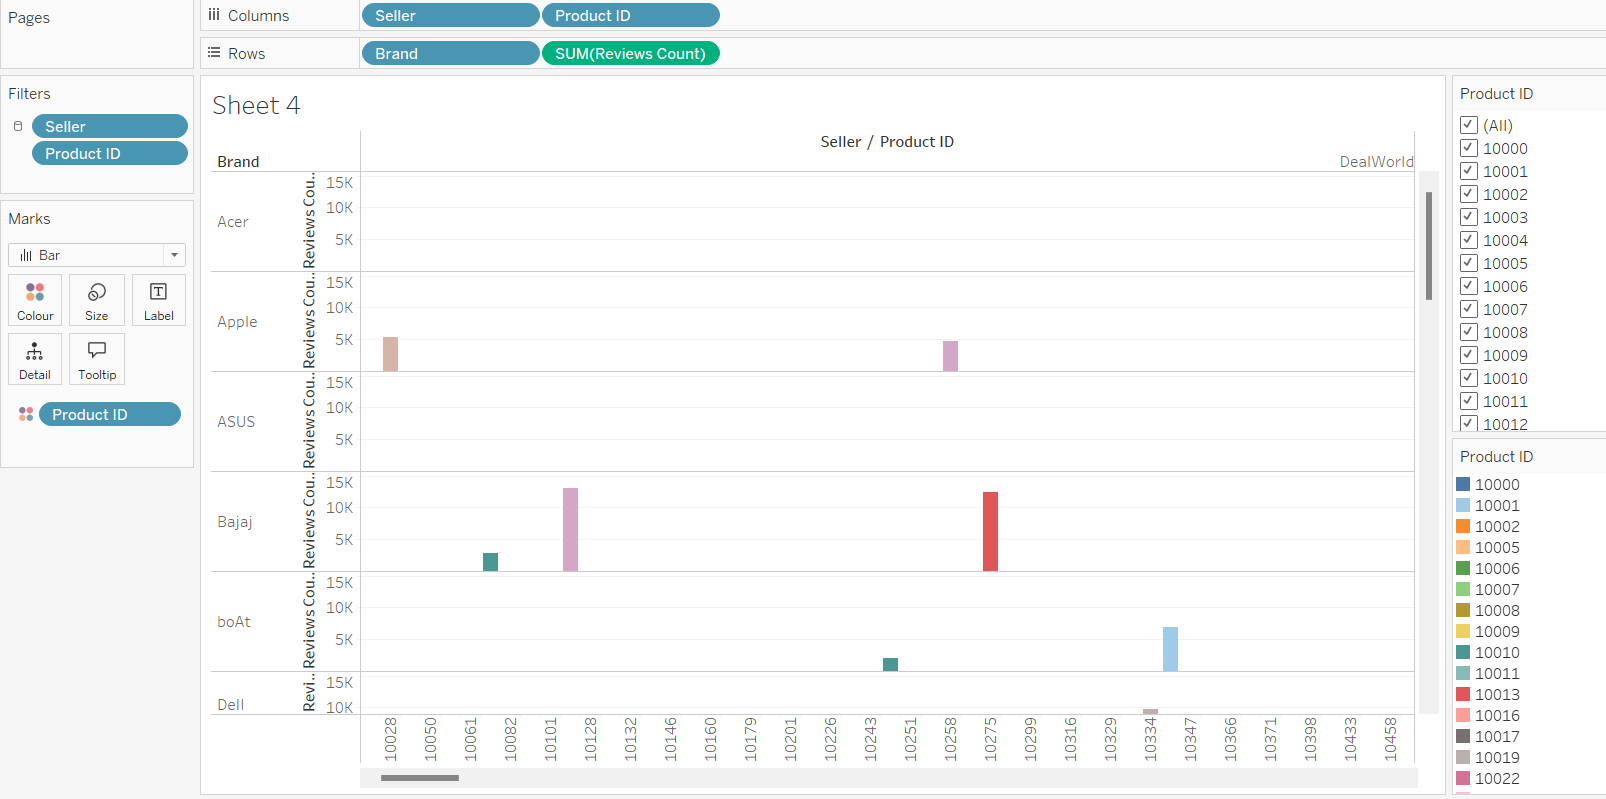 Pages
Columns
Seller
Product ID
Rows
Brand
SUM(Reviews Count)
Filters
Seller
Product ID
Marks
Bar
Colour
Size
Label
Detail
Tooltip
Product ID
Sheet 4
Seller / Product ID
Brand
DealWorld
Acer
Reviews Cou..
15K
10K
5K
Apple
Reviews Cou..
15K
10K
5K
ASUS
Reviews Cou..
15K
10K
5K
Bajaj
Reviews Cou..
15K
10K
5K
boAt
Reviews Cou..
15K
10K
5K
Dell
Revi..
15K
10K
10028
10050
10061
10082
10101
10128
10132
10146
10160
10179
10201
10226
10243
10251
10258
10275
10299
10316
10329
10334
10347
10366
10371
10398
10433
10458
Product ID
(All)
10000
10001
10002
10003
10004
10005
10006
10007
10008
10009
10010
10011
10012
Product ID
10000
10001
10002
10005
10006
10007
10008
10009
10010
10011
10013
10016
10017
10019
10022